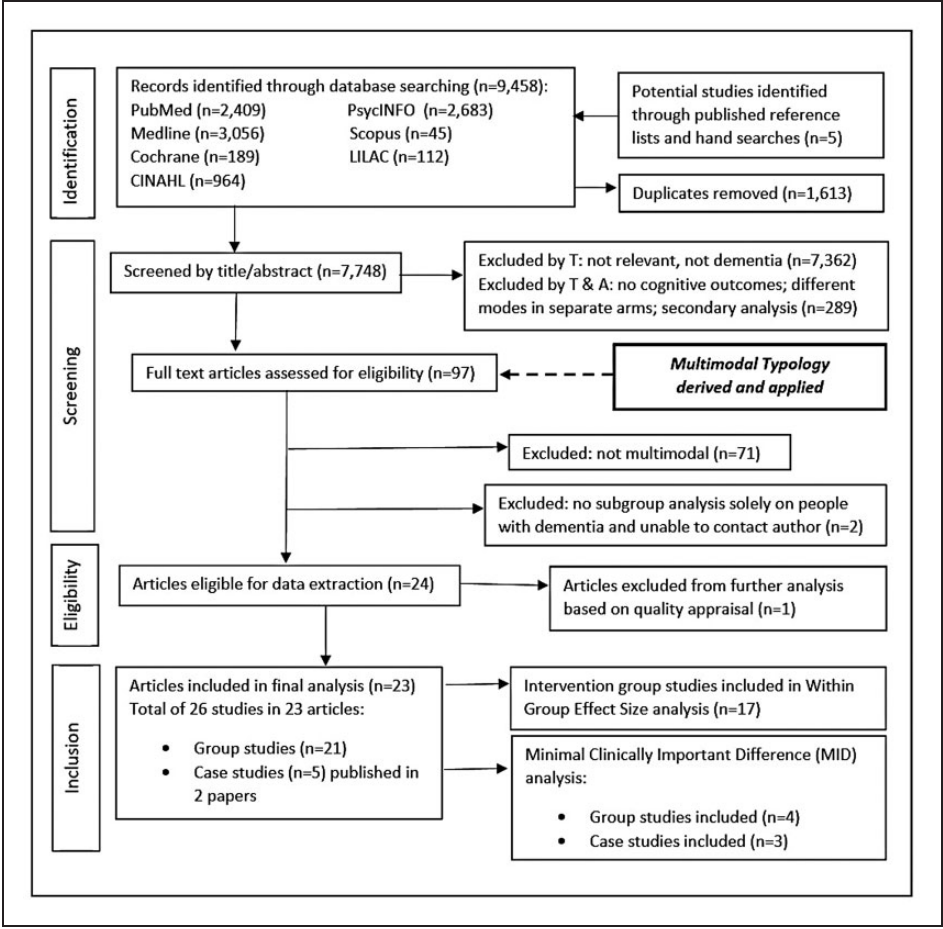 Identification
Records identified through database searching (n=9,458):
PubMed (n=2,409) PsycINFO (n=2,683)
Medline (n=3,056) Scopus (n=45)
Cochrane (n=189) LILAC (n=112)
CINAHL (n=964)
Potential studies identified
through published reference
lists and hand searches (n=5)
Duplicates removed (n=1,613)
Screening
Screened by title/abstract (n=7,748)
Excluded by T: not relevant, not dementia (n=7,362)
Excluded by T & A: no cognitive outcomes; different
modes in separate arms; secondary analysis (n=289)
Full text articles assessed for eligibility (n=97)
Multimodal Typology
derived and applied
Excluded: not multimodal (n=71)
Excluded: no subgroup analysis solely on people
with dementia and unable to contact author (n=2)
Eligibility
Articles eligible for data extraction (n=24)
Articles excluded from further analysis
based on quality appraisal (n=1)
Inclusion
Articles included in final analysis (n=23)
Total of 26 studies in 23 articles:
• Group studies (n=21)
• Case studies (n=5) published in
2 papers
Intervention group studies included in Within
Group Effect Size analysis (n=17)
Minimal Clinically Important Difference (MID)
analysis:
• Group studies included (n=4)
• Case studies included (n=3)